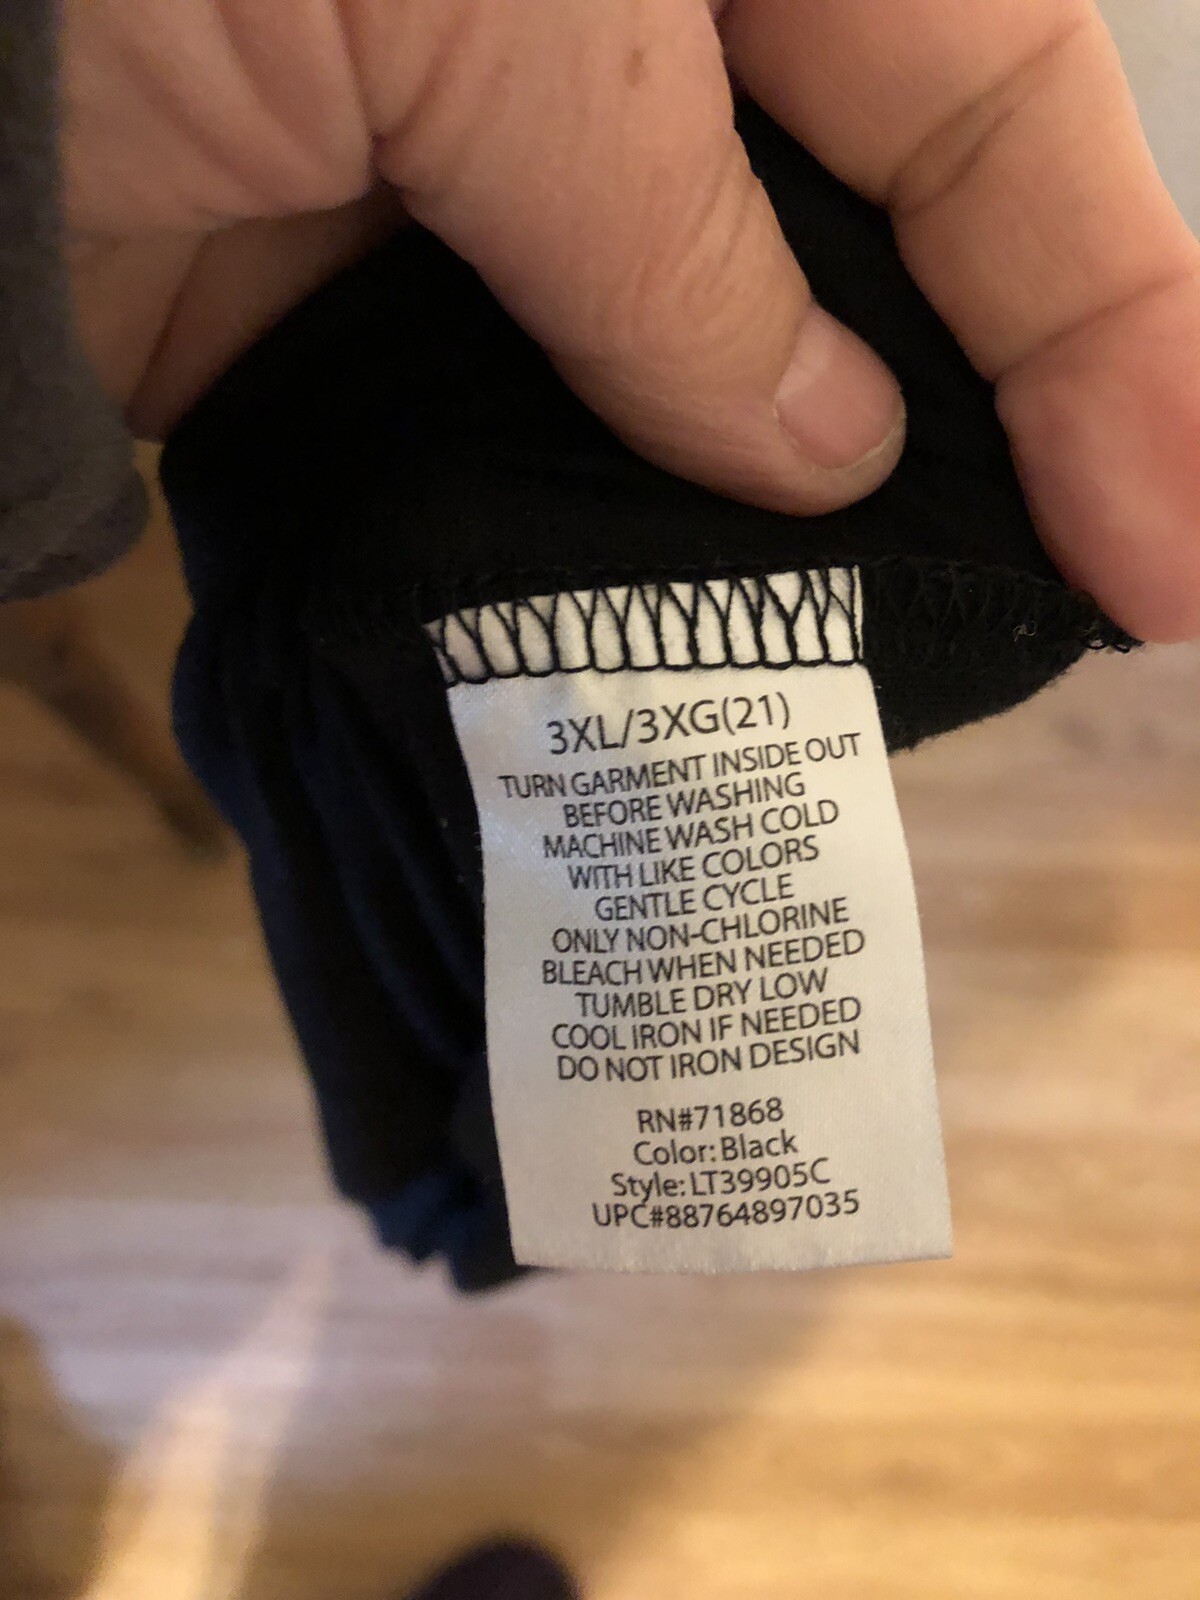 3XL/3XG(21)
TURN GARMENT INSIDE OUT
BEFORE WASHING
MACHINE WASH COLD
WITH LIKE COLORS
GENTLE CYCLE
ONLY NON-CHLORINE
BLEACH WHEN NEEDED
TUMBLE DRY LOW
COOL IRON IF NEEDED
DO NOT IRON DESIGN
RN#71868
Color: Black
Style: LT39905C
UPC#88764897035